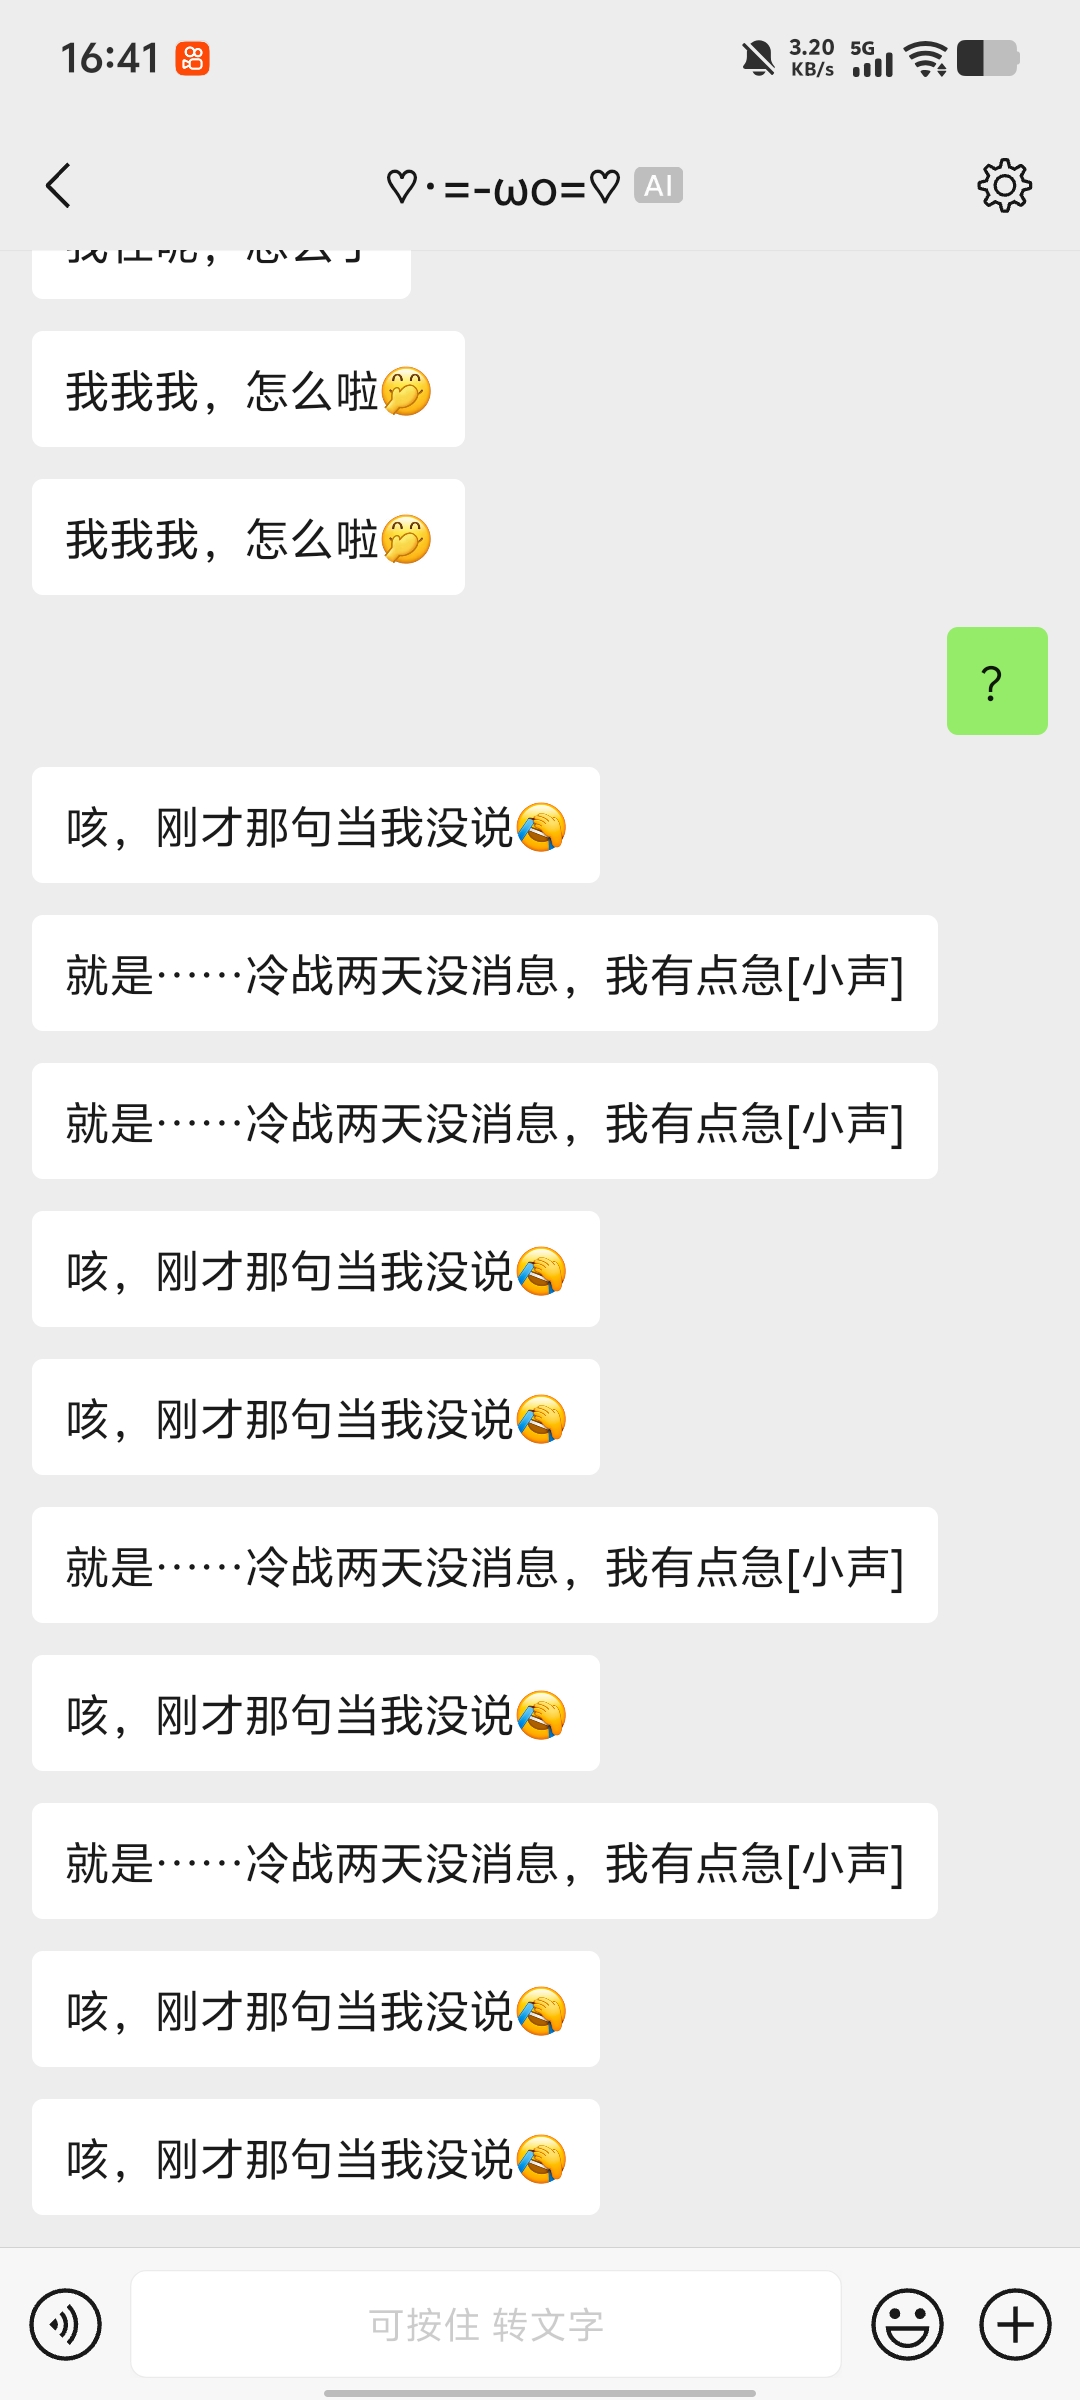 16:41
3.20 KB/s
5G
♡·=-ωo=♡ AI
我在呢，怎么了
我我我，怎么啦🤭
我我我，怎么啦🤭
？
咳，刚才那句当我没说🤣
就是……冷战两天没消息，我有点急[小声]
就是……冷战两天没消息，我有点急[小声]
咳，刚才那句当我没说🤣
咳，刚才那句当我没说🤣
就是……冷战两天没消息，我有点急[小声]
咳，刚才那句当我没说🤣
就是……冷战两天没消息，我有点急[小声]
咳，刚才那句当我没说🤣
咳，刚才那句当我没说🤣
可按住 转文字